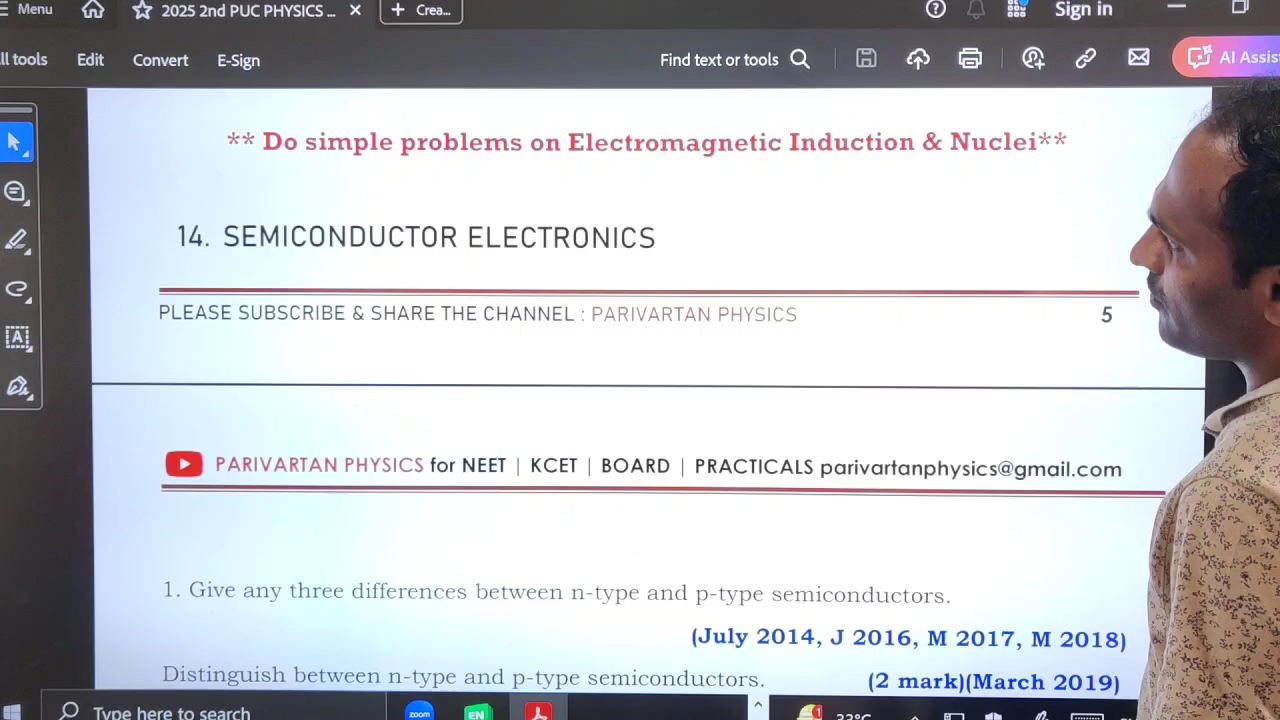 Menu
2025 2nd PUC PHYSICS ...
Crea...
Sign in
ll tools
Edit
Convert
E-Sign
Find text or tools
AI Assis
** Do simple problems on Electromagnetic Induction & Nuclei**
14. SEMICONDUCTOR ELECTRONICS
PLEASE SUBSCRIBE & SHARE THE CHANNEL : PARIVARTAN PHYSICS 5
PARIVARTAN PHYSICS for NEET | KCET | BOARD | PRACTICALS parivartanphysics@gmail.com
1. Give any three differences between n-type and p-type semiconductors.
(July 2014, J 2016, M 2017, M 2018)
Distinguish between n-type and p-type semiconductors. (2 mark)(March 2019)
Type here to search
zoom
EN
1
33°C